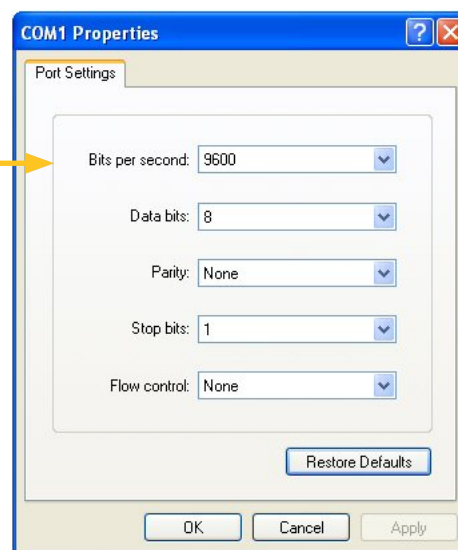 COM1 Properties
Port Settings
Bits per second: 9600
Data bits: 8
Parity: None
Stop bits: 1
Flow control: None
Restore Defaults
OK Cancel Apply